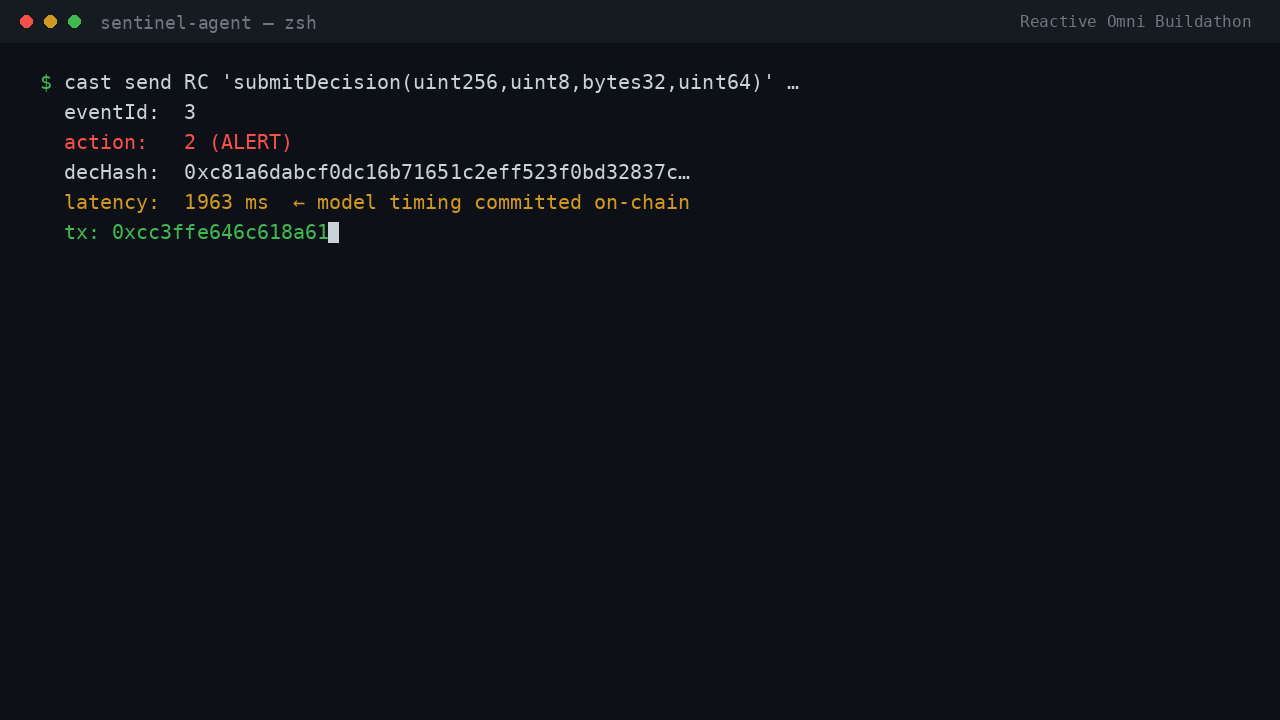 sentinel-agent — zsh
Reactive Omni Buildathon
$ cast send RC 'submitDecision(uint256,uint8,bytes32,uint64)' …
eventId:  3
action:   2 (ALERT)
decHash:  0xc81a6dabcf0dc16b71651c2eff523f0bd32837c…
latency:  1963 ms  ← model timing committed on-chain
tx: 0xcc3ffe646c618a61